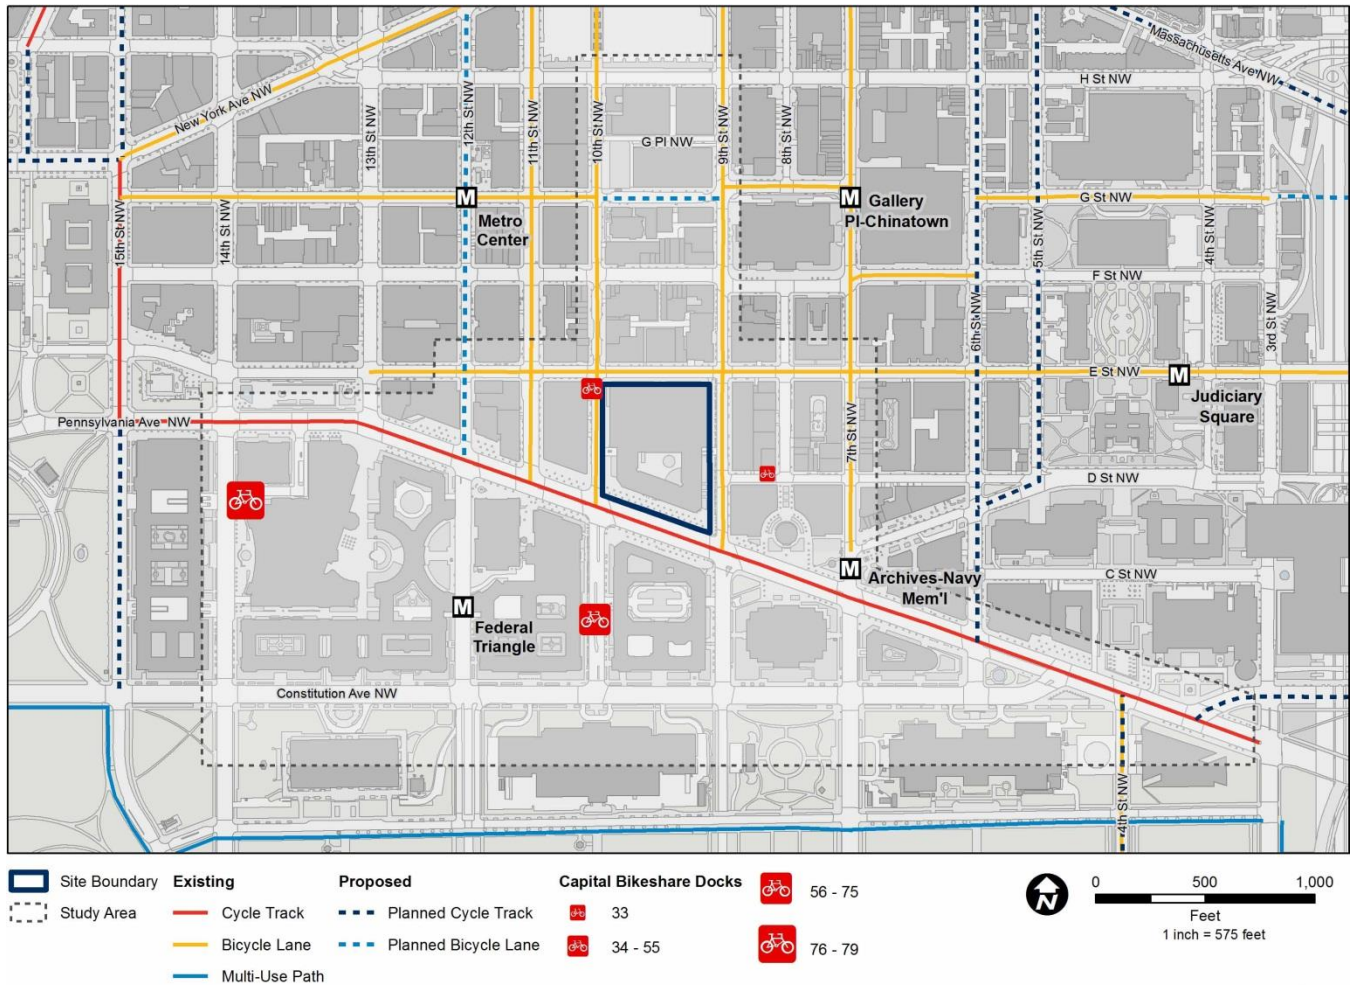 Massachusetts Ave NW
H St NW
New York Ave NW
13th St NW
12th St NW
11th St NW
10th St NW
G Pl NW
9th St NW
8th St NW
M
Metro
Center
M
Gallery
Pl-Chinatown
G St NW
15th St NW
14th St NW
5th St NW
4th St NW
F St NW
6th St NW
3rd St NW
E St NW
M
Judiciary
Square
Pennsylvania Ave NW
7th St NW
D St NW
M
Archives-Navy
Mem'l
C St NW
M
Federal
Triangle
Constitution Ave NW
4th St NW
Site Boundary
Study Area
Existing
Cycle Track
Bicycle Lane
Multi-Use Path
Proposed
Planned Cycle Track
Planned Bicycle Lane
Capital Bikeshare Docks
33
34 - 55
56 - 75
76 - 79
N
0 500 1,000
Feet
1 inch = 575 feet